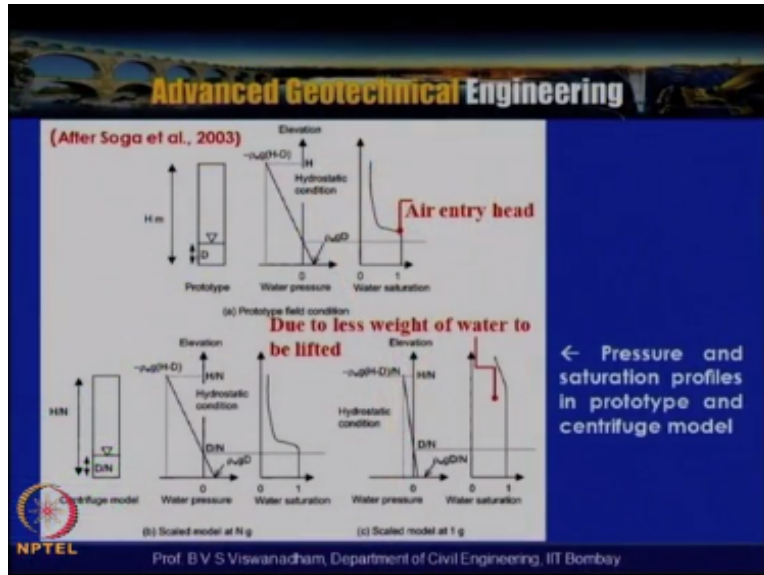 Advanced Geotechnical Engineering
(After Soga et al., 2003)
Elevation
-ρwg(H-D)
H
Hydrostatic
condition
Air entry head
H m
D
ρwgD
0
0 1
Prototype
Water pressure
Water saturation
(a) Prototype field condition
Due to less weight of water to
be lifted
Elevation
-ρwg(H-D)
H/N
Hydrostatic
condition
H/N
D/N
D/N
ρwgD
0
0 1
Centrifuge model
Water pressure
Water saturation
(b) Scaled model at N g
Elevation
-ρwg(H-D)/N
H/N
Hydrostatic
condition
D/N
ρwgD/N
0
0 1
Water pressure
Water saturation
(c) Scaled model at 1 g
← Pressure and
saturation profiles
in prototype and
centrifuge model
NPTEL
Prof. B V S Viswanadham, Department of Civil Engineering, IIT Bombay